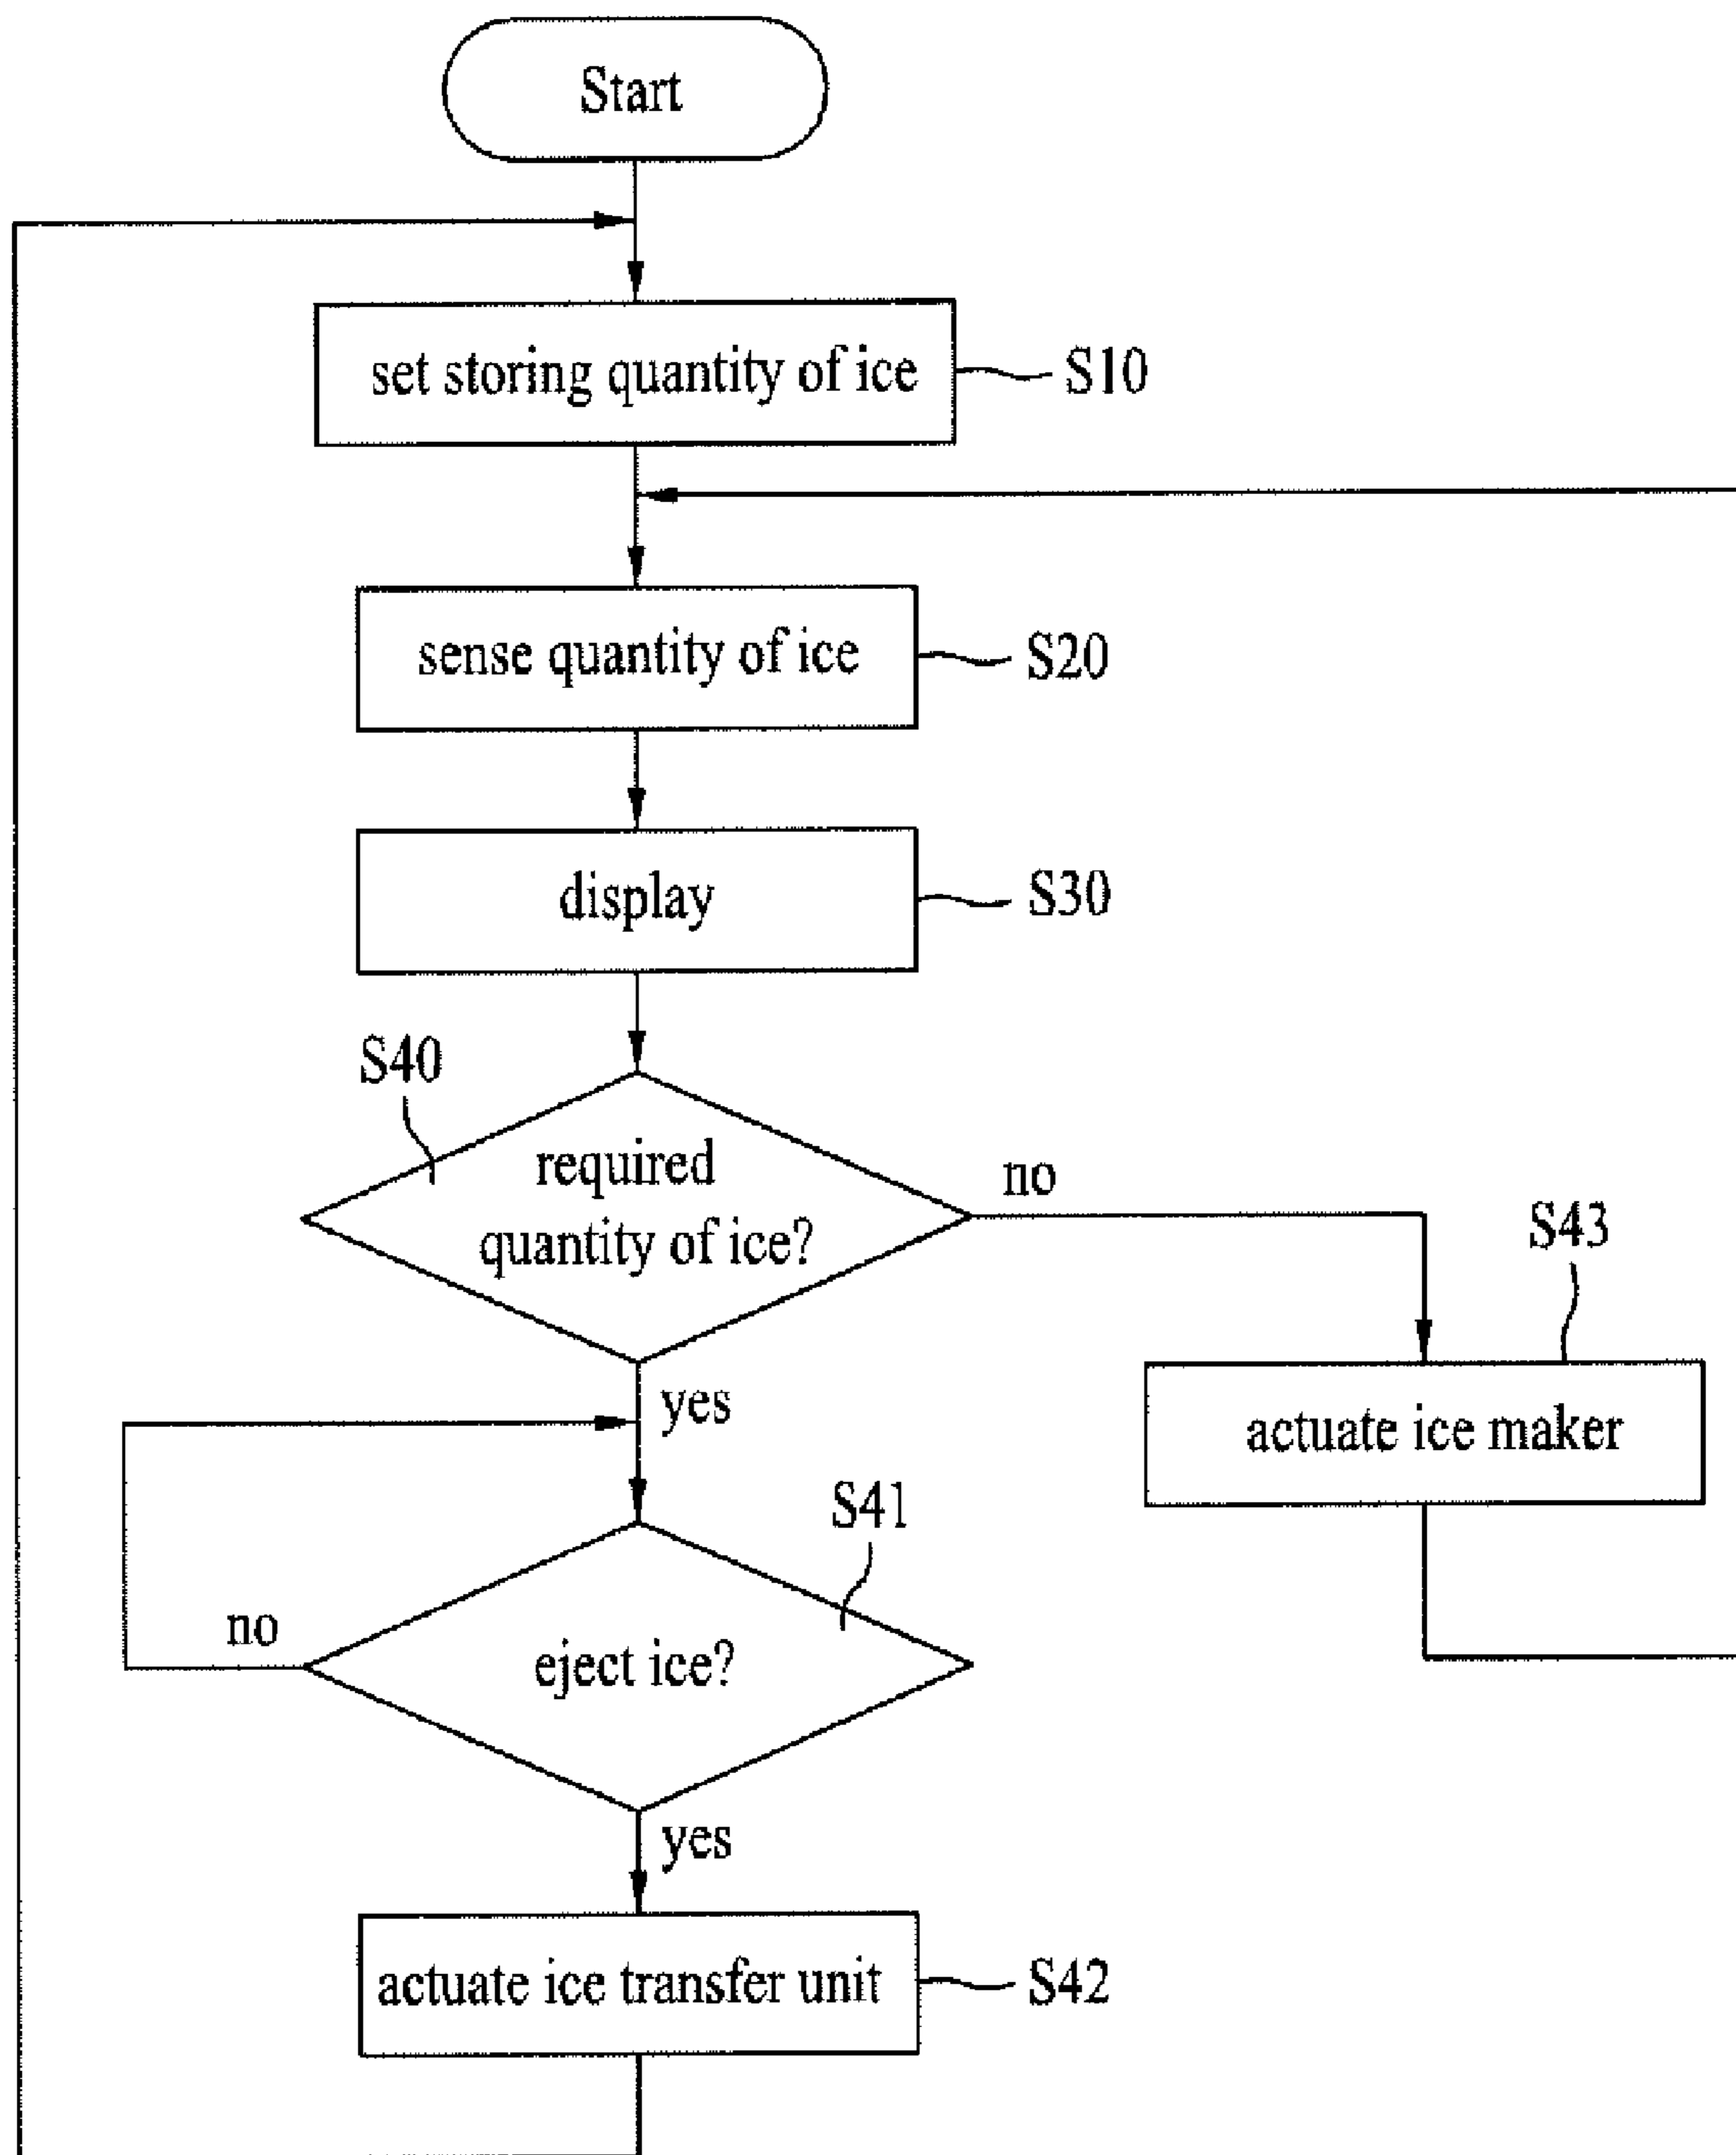 Start
set storing quantity of ice
S10
sense quantity of ice
S20
display
S30
S40
required
quantity of ice?
no
S43
yes
actuate ice maker
S41
no
eject ice?
yes
actuate ice transfer unit
S42